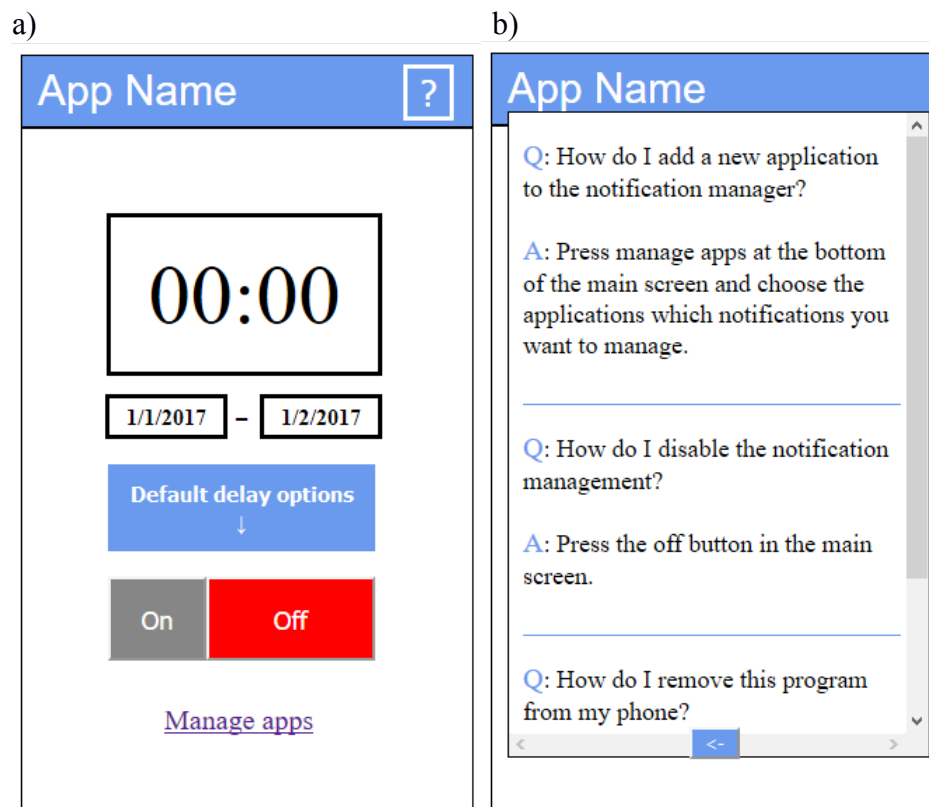 a)
App Name
?
00:00
1/1/2017 – 1/2/2017
Default delay options
↓
On Off
Manage apps
b)
App Name
Q: How do I add a new application
to the notification manager?
A: Press manage apps at the bottom
of the main screen and choose the
applications which notifications you
want to manage.
Q: How do I disable the notification
management?
A: Press the off button in the main
screen.
Q: How do I remove this program
from my phone?
<-